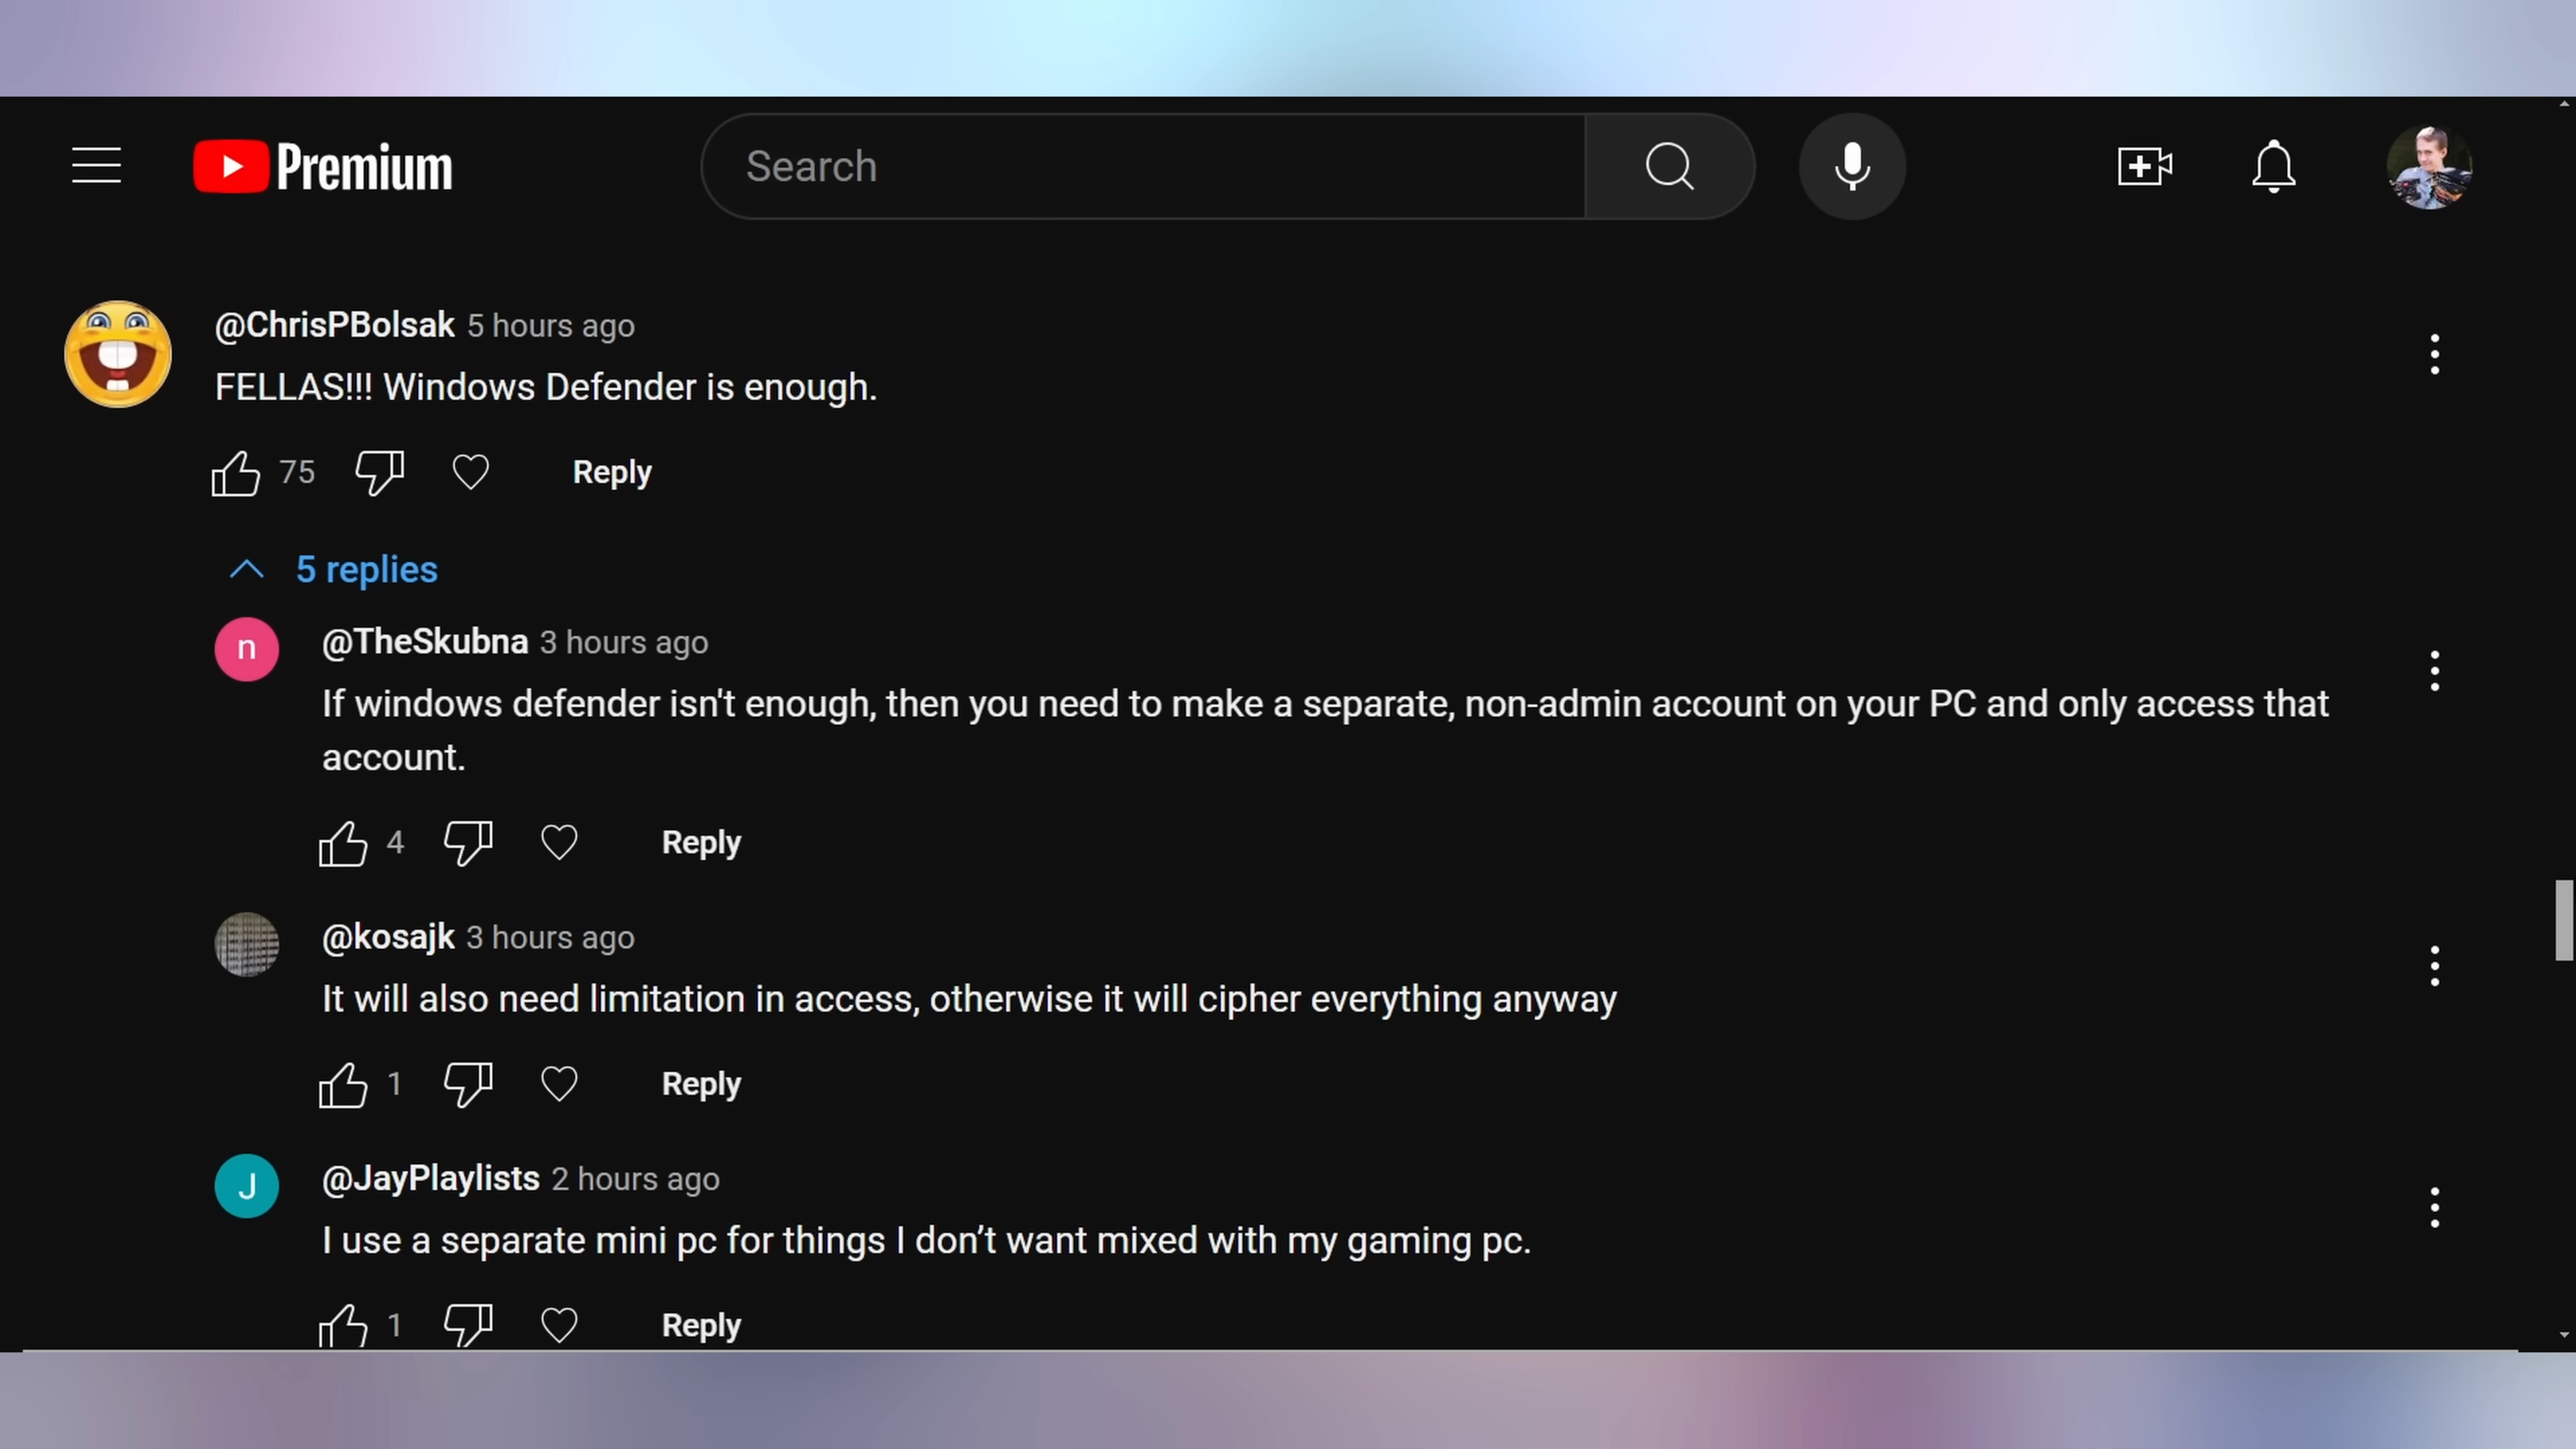 Premium
Search
@ChrisPBolsak 5 hours ago
FELLAS!!! Windows Defender is enough.
75 Reply
5 replies
n
@TheSkubna 3 hours ago
If windows defender isn't enough, then you need to make a separate, non-admin account on your PC and only access that
account.
4 Reply
@kosajk 3 hours ago
It will also need limitation in access, otherwise it will cipher everything anyway
1 Reply
J
@JayPlaylists 2 hours ago
I use a separate mini pc for things I don’t want mixed with my gaming pc.
1 Reply